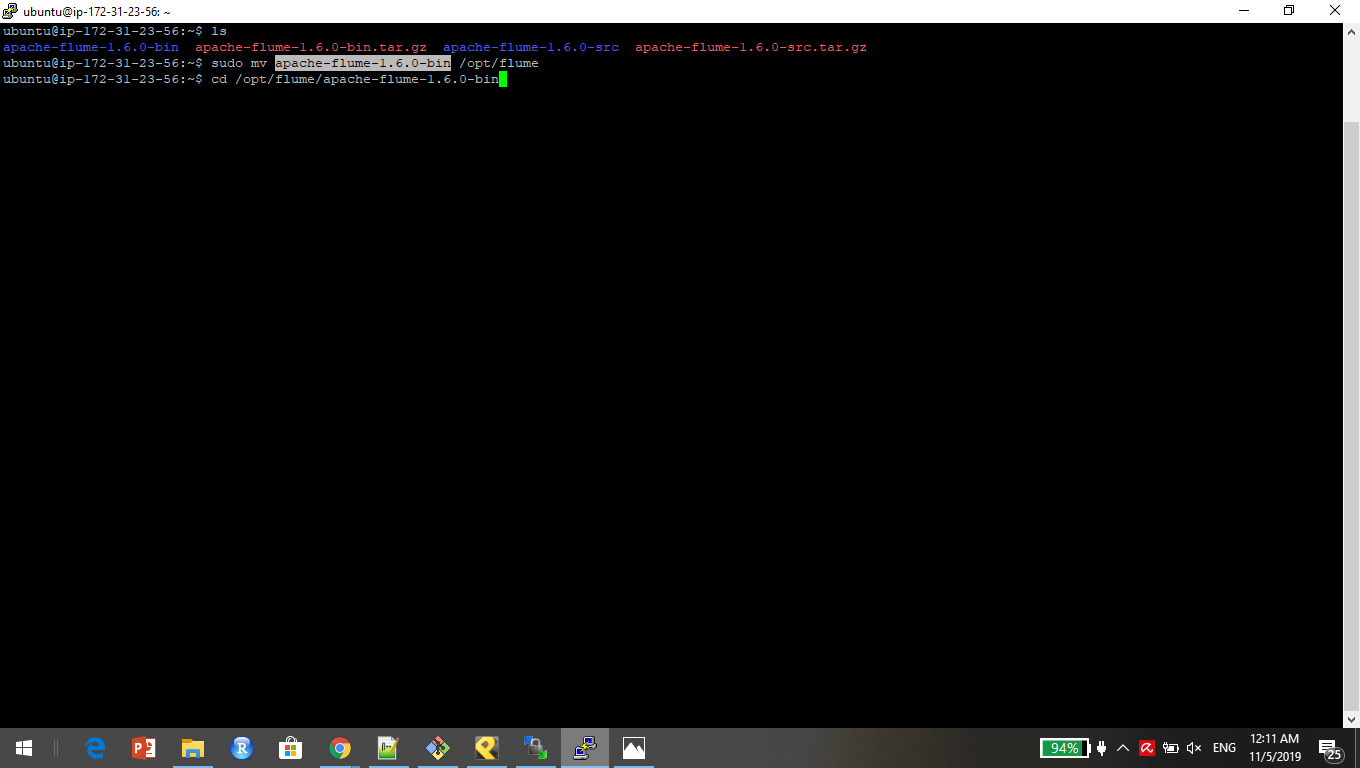 ubuntu@ip-172-31-23-56: ~
ubuntu@ip-172-31-23-56:~$ ls
apache-flume-1.6.0-bin apache-flume-1.6.0-bin.tar.gz apache-flume-1.6.0-src apache-flume-1.6.0-src.tar.gz
ubuntu@ip-172-31-23-56:~$ sudo mv apache-flume-1.6.0-bin /opt/flume
ubuntu@ip-172-31-23-56:~$ cd /opt/flume/apache-flume-1.6.0-bin
94% ENG 12:11 AM
11/5/2019 25